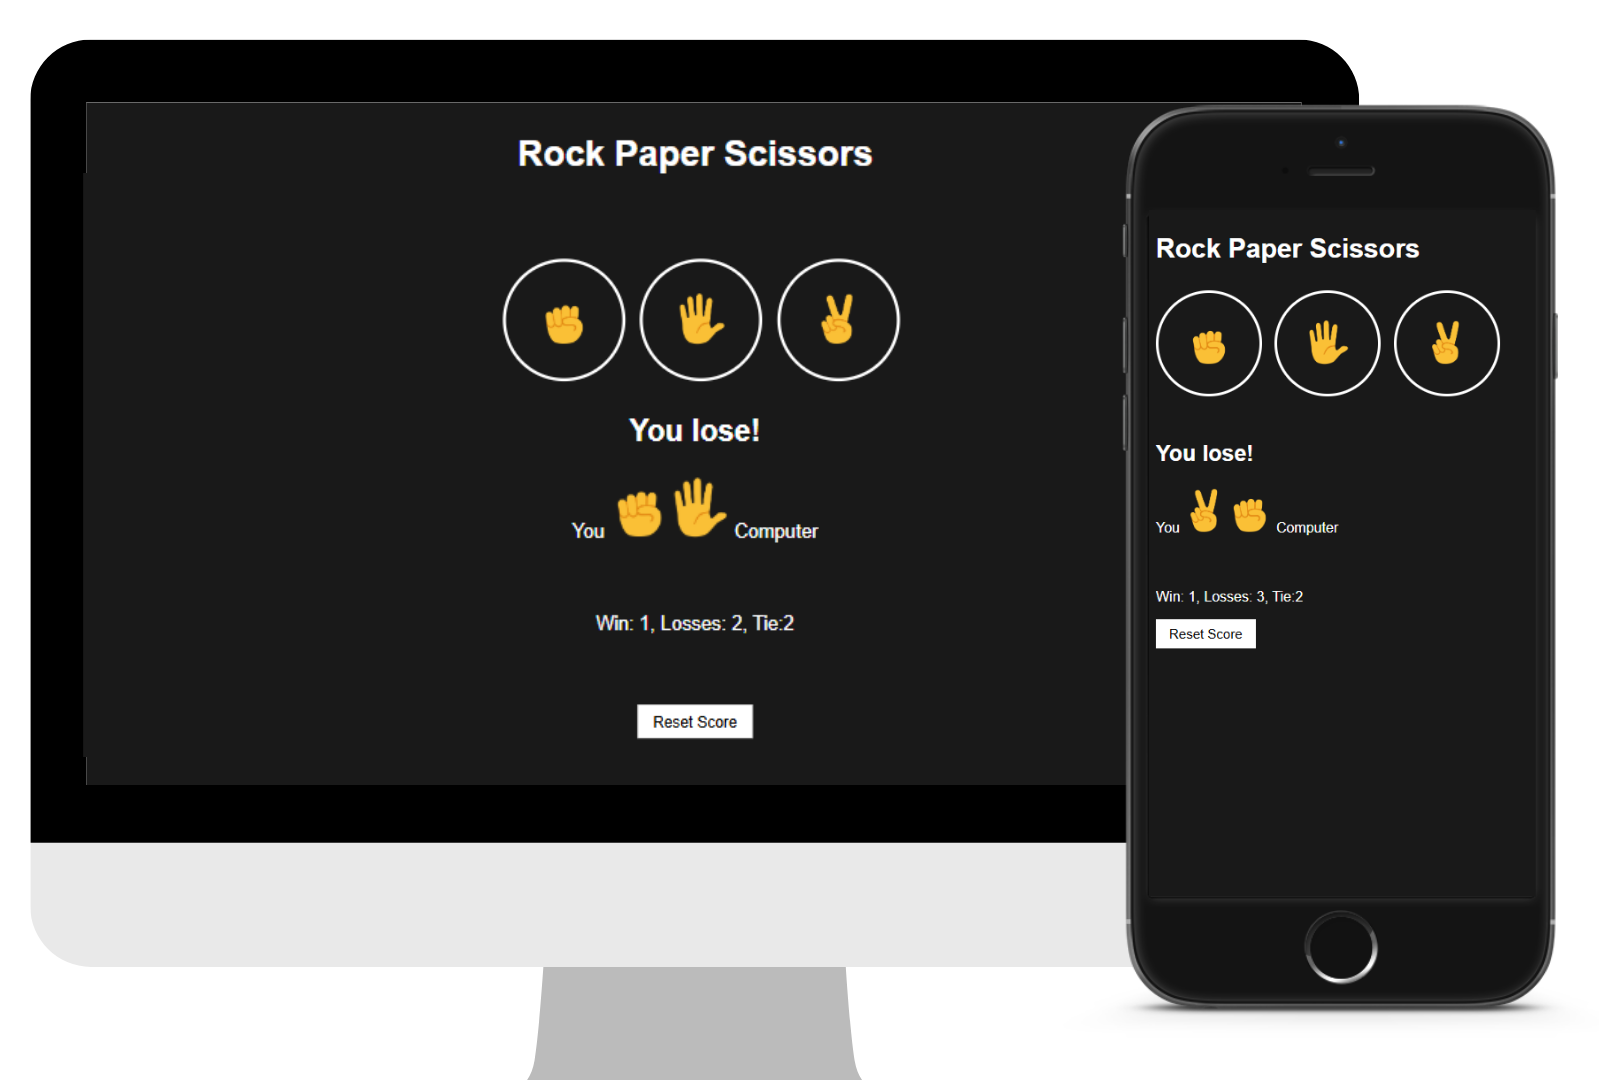 Rock Paper Scissors
You lose!
You Computer
Win: 1, Losses: 2, Tie:2
Reset Score
Rock Paper Scissors
You lose!
You Computer
Win: 1, Losses: 3, Tie:2
Reset Score